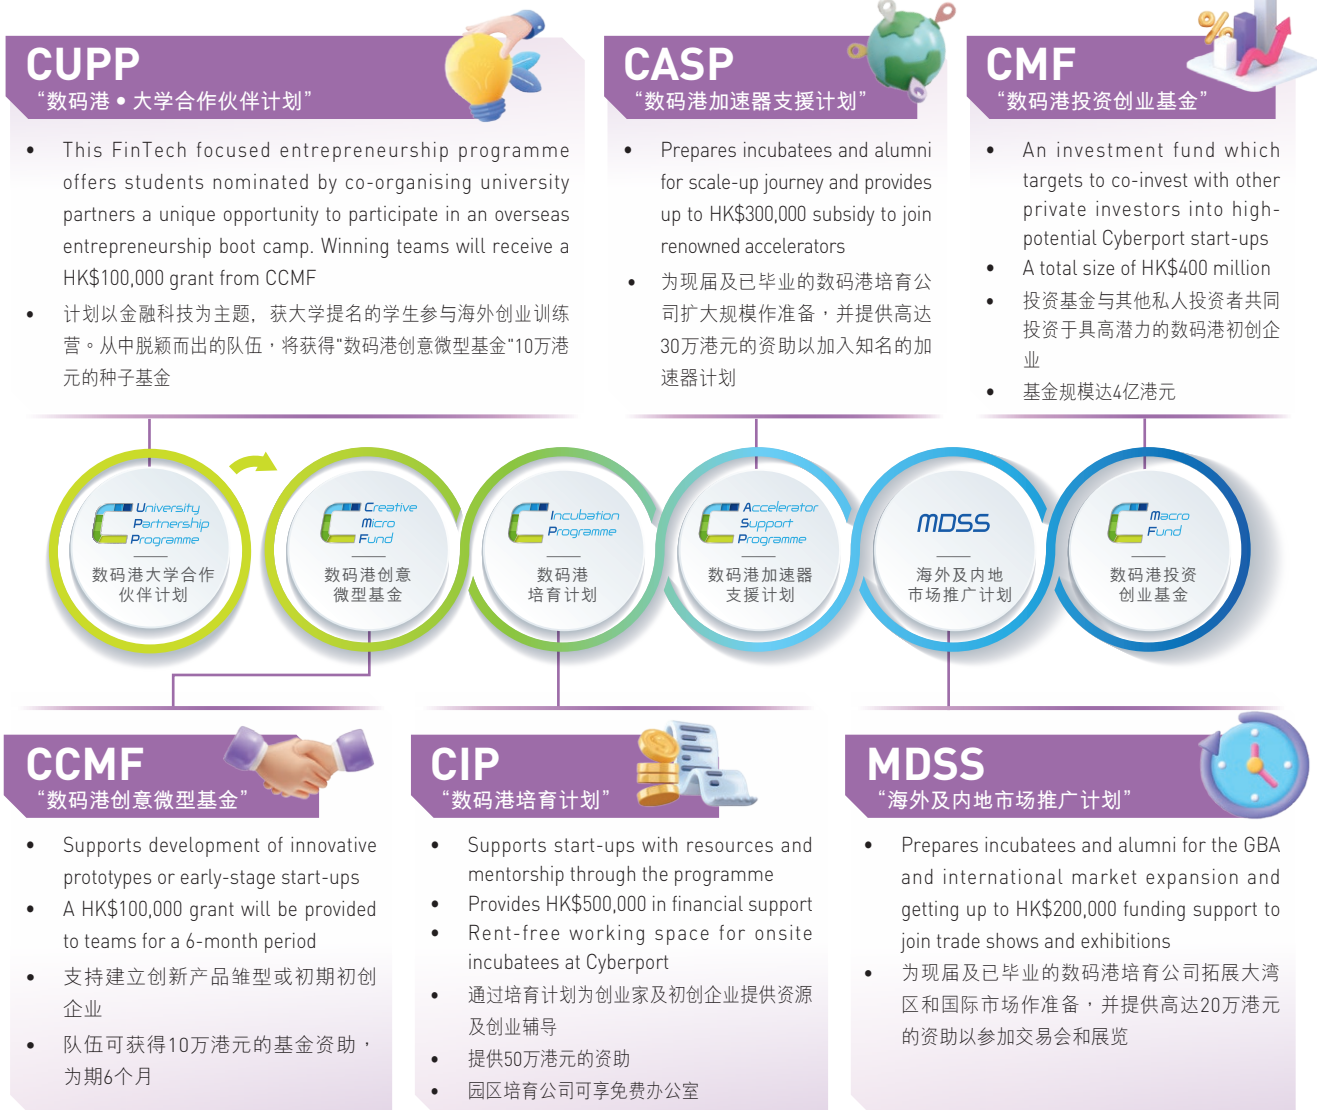 CUPP
“数码港•大学合作伙伴计划”
• This FinTech focused entrepreneurship programme
offers students nominated by co-organising university
partners a unique opportunity to participate in an overseas
entrepreneurship boot camp. Winning teams will receive a
HK$100,000 grant from CCMF
• 计划以金融科技为主题，获大学提名的学生参与海外创业训练
营。从中脱颖而出的队伍，将获得"数码港创意微型基金"10万港
元的种子基金
CASP
“数码港加速器支援计划”
• Prepares incubatees and alumni
for scale-up journey and provides
up to HK$300,000 subsidy to join
renowned accelerators
• 为现届及已毕业的数码港培育公
司扩大规模作准备，并提供高达
30万港元的资助以加入知名的加
速器计划
CMF
“数码港投资创业基金”
• An investment fund which
targets to co-invest with other
private investors into high-
potential Cyberport start-ups
• A total size of HK$400 million
• 投资基金与其他私人投资者共同
投资于具高潜力的数码港初创企
业
• 基金规模达4亿港元
University
Partnership
Programme
数码港大学合作
伙伴计划
Creative
Micro
Fund
数码港创意
微型基金
Incubation
Programme
数码港
培育计划
Accelerator
Support
Programme
数码港加速器
支援计划
MDSS
海外及内地
市场推广计划
Macro
Fund
数码港投资
创业基金
CCMF
“数码港创意微型基金”
• Supports development of innovative
prototypes or early-stage start-ups
• A HK$100,000 grant will be provided
to teams for a 6-month period
• 支持建立创新产品雏型或初期初创
企业
• 队伍可获得10万港元的基金资助，
为期6个月
CIP
“数码港培育计划”
• Supports start-ups with resources and
mentorship through the programme
• Provides HK$500,000 in financial support
• Rent-free working space for onsite
incubatees at Cyberport
• 通过培育计划为创业家及初创企业提供资源
及创业辅导
• 提供50万港元的资助
• 园区培育公司可享免费办公室
MDSS
“海外及内地市场推广计划”
• Prepares incubatees and alumni for the GBA
and international market expansion and
getting up to HK$200,000 funding support to
join trade shows and exhibitions
• 为现届及已毕业的数码港培育公司拓展大湾
区和国际市场作准备，并提供高达20万港元
的资助以参加交易会和展览